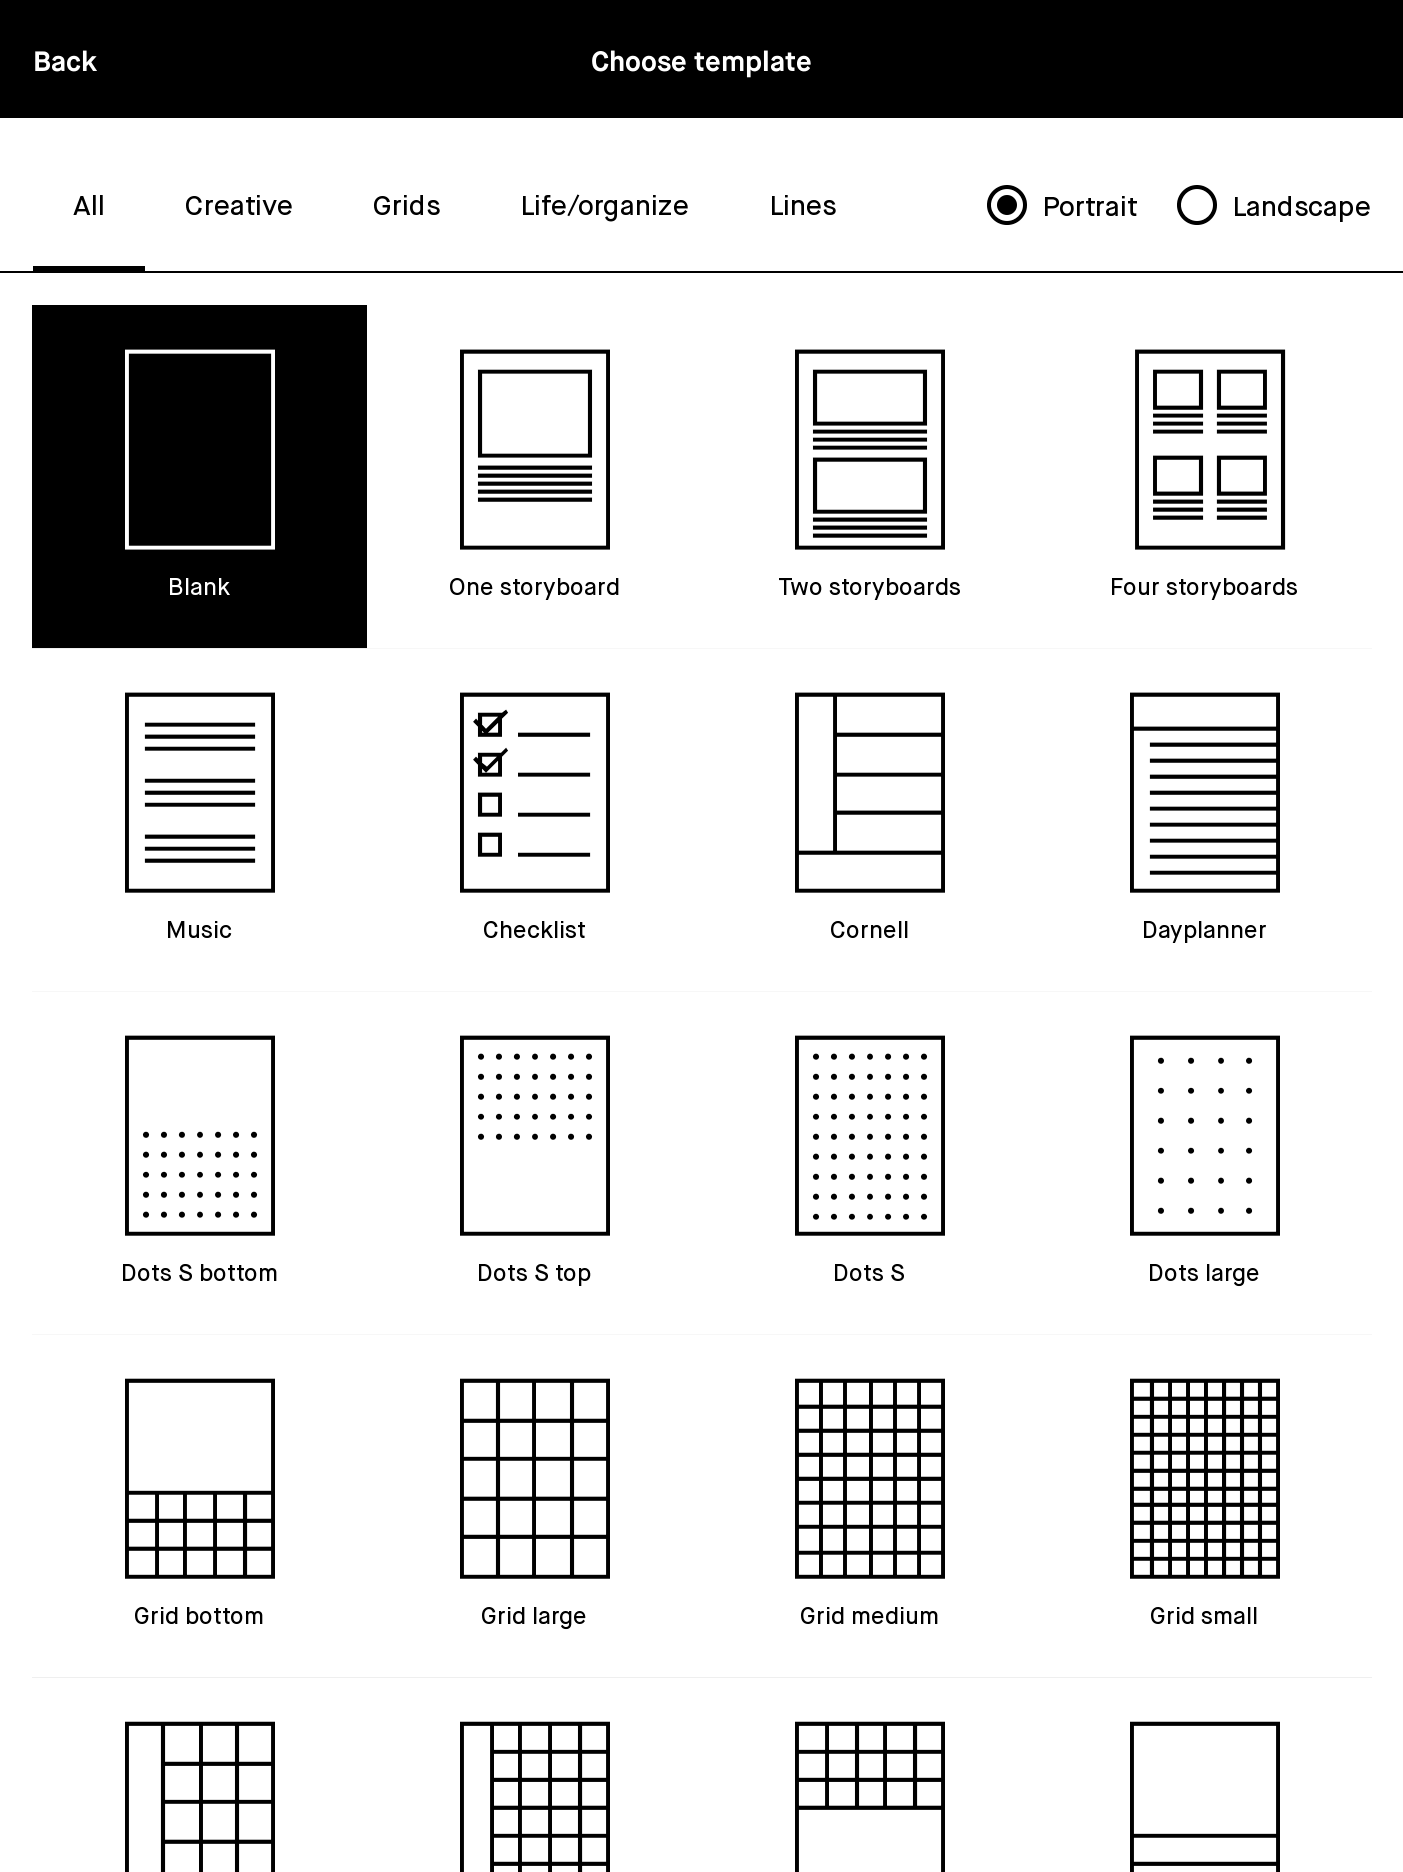 Back
Choose template
All
Creative
Grids
Life/organize
Lines
Portrait
Landscape
Blank
One storyboard
Two storyboards
Four storyboards
Music
Checklist
Cornell
Dayplanner
Dots S bottom
Dots S top
Dots S
Dots large
Grid bottom
Grid large
Grid medium
Grid small